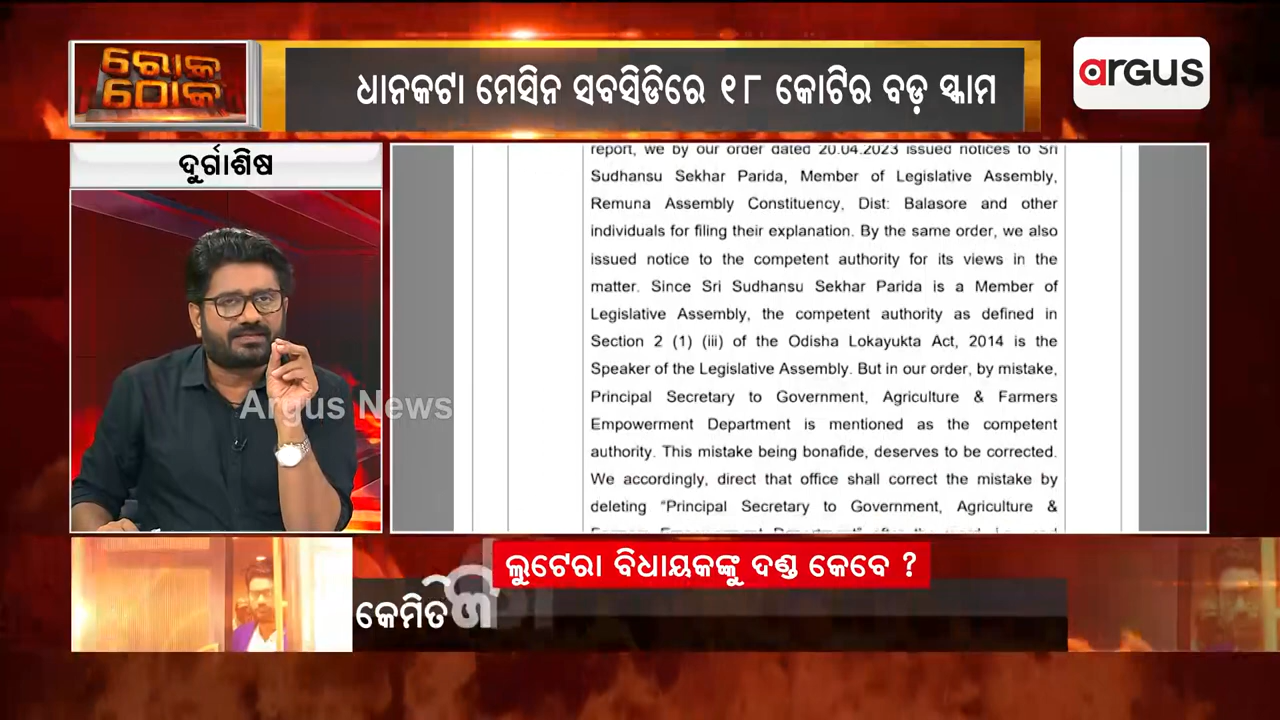 ରୋକ
ଠୋକ
ଧାନକଟା ମେସିନ ସବସିଡିରେ ୧୮ କୋଟିର ବଡ଼ ସ୍କାମ
argus
ଦୁର୍ଗାଶିଷ
report, we by our order dated 20.04.2023 issued notices to Sri
Sudhansu Sekhar Parida, Member of Legislative Assembly,
Remuna Assembly Constituency, Dist: Balasore and other
individuals for filing their explanation. By the same order, we also
issued notice to the competent authority for its views in the
matter. Since Sri Sudhansu Sekhar Parida is a Member of
Legislative Assembly, the competent authority as defined in
Section 2 (1) (iii) of the Odisha Lokayukta Act, 2014 is the
Speaker of the Legislative Assembly. But in our order, by mistake,
Principal Secretary to Government, Agriculture & Farmers
Empowerment Department is mentioned as the competent
authority. This mistake being bonafide, deserves to be corrected.
We accordingly, direct that office shall correct the mistake by
deleting “Principal Secretary to Government, Agriculture &
Argus News
ଲୁଟେରା ବିଧାୟକଙ୍କୁ ଦଣ୍ଡ କେବେ ?
କେମିତ